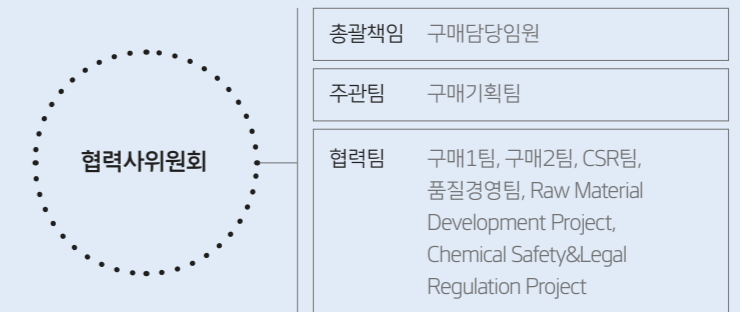 협력사위원회
총괄책임 구매담당임원
주관팀 구매기획팀
협력팀 구매1팀, 구매2팀, CSR팀,
품질경영팀, Raw Material
Development Project,
Chemical Safety&Legal
Regulation Project